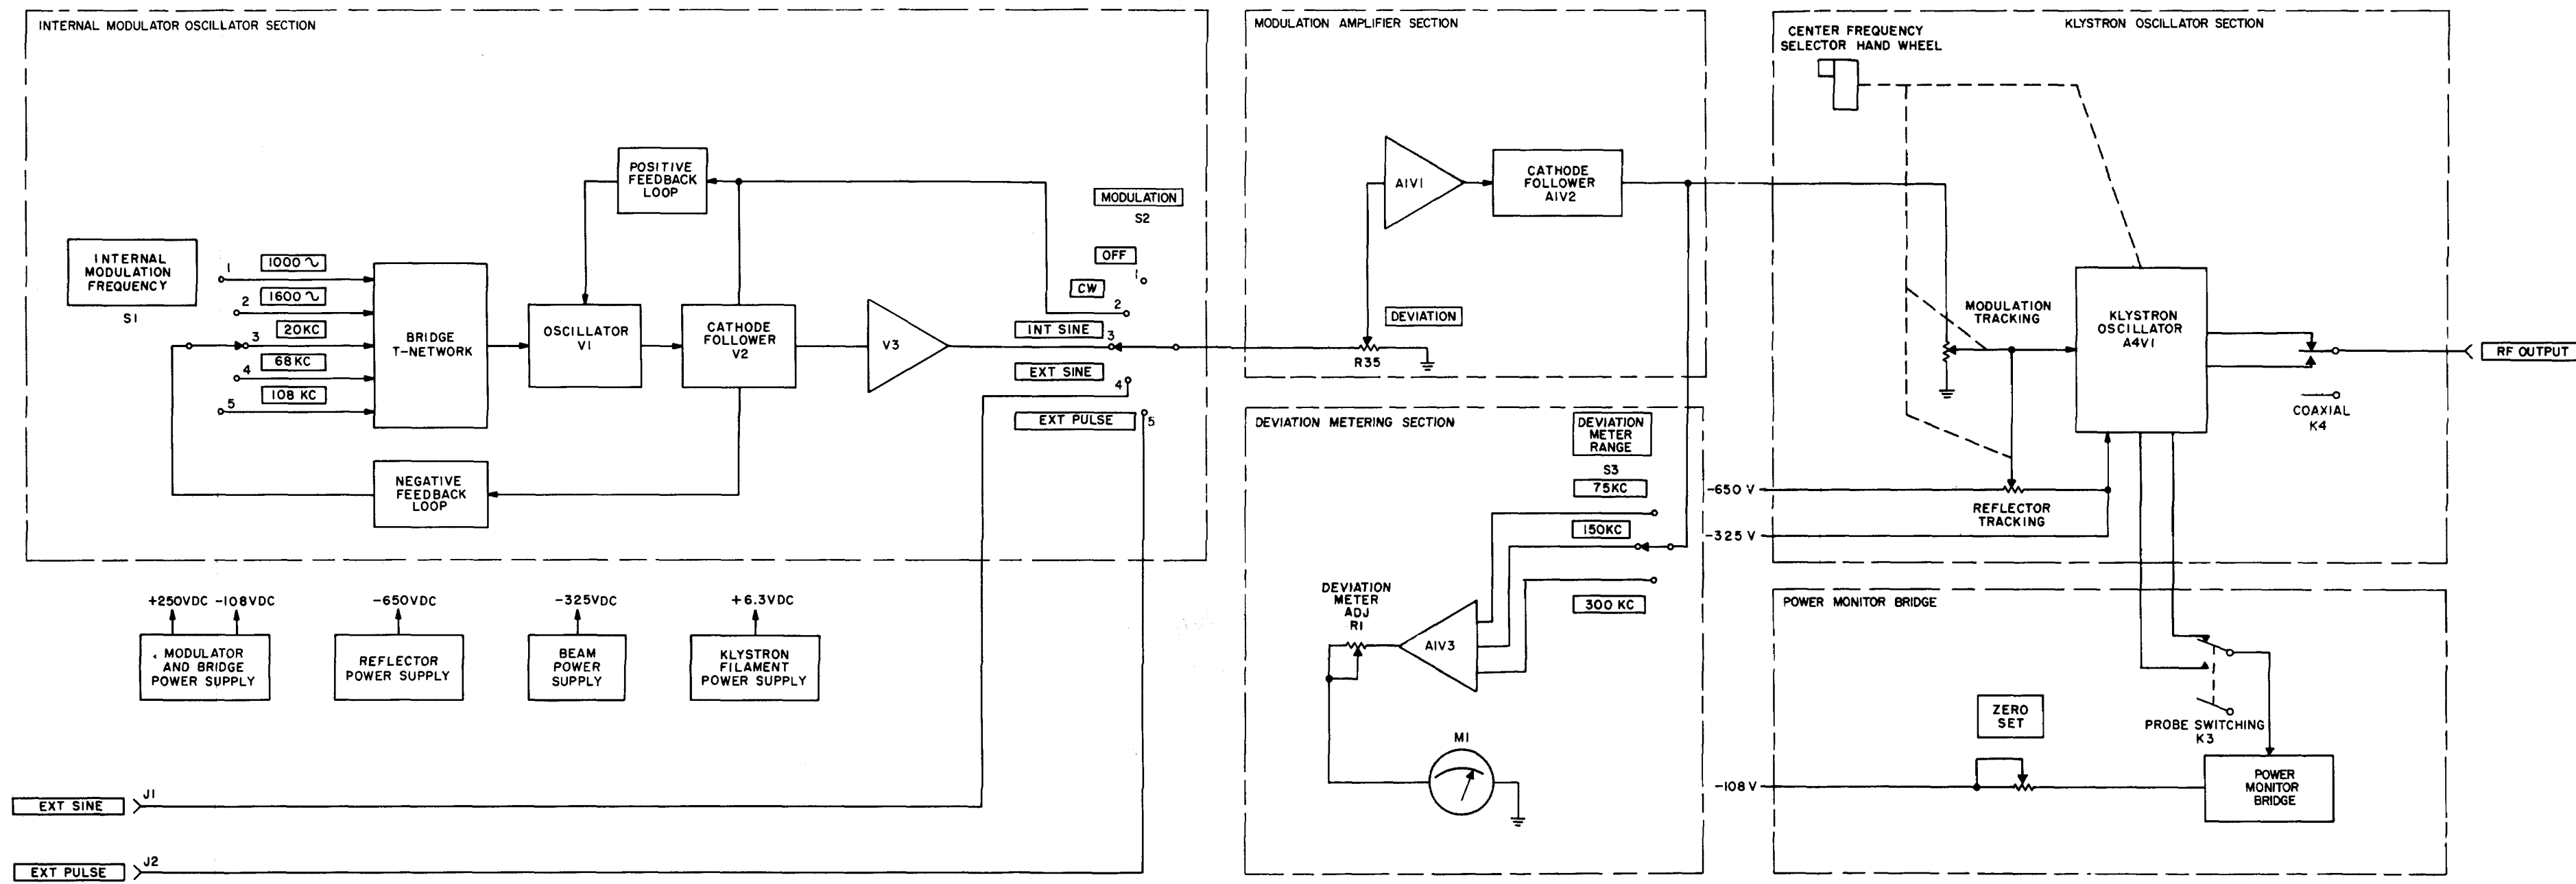 INTERNAL MODULATOR OSCILLATOR SECTION
INTERNAL
MODULATION
FREQUENCY
S1
1
1000 ~
2
1600 ~
3
20KC
4
68KC
5
108 KC
BRIDGE
T-NETWORK
POSITIVE
FEEDBACK
LOOP
OSCILLATOR
V1
CATHODE
FOLLOWER
V2
V3
NEGATIVE
FEEDBACK
LOOP
MODULATION
S2
OFF
1
CW
2
INT SINE
3
EXT SINE
4
EXT PULSE
5
MODULATION AMPLIFIER SECTION
A1V1
CATHODE
FOLLOWER
A1V2
DEVIATION
R35
DEVIATION METERING SECTION
DEVIATION
METER
RANGE
S3
75KC
150KC
300 KC
DEVIATION
METER
ADJ
R1
A1V3
M1
KLYSTRON OSCILLATOR SECTION
CENTER FREQUENCY
SELECTOR HAND WHEEL
MODULATION
TRACKING
KLYSTRON
OSCILLATOR
A4V1
RF OUTPUT
COAXIAL
K4
-650 V
REFLECTOR
TRACKING
-325 V
POWER MONITOR BRIDGE
ZERO
SET
PROBE SWITCHING
K3
-108 V
POWER
MONITOR
BRIDGE
+250VDC -108VDC
MODULATOR
AND BRIDGE
POWER SUPPLY
-650VDC
REFLECTOR
POWER SUPPLY
-325VDC
BEAM
POWER
SUPPLY
+6.3VDC
KLYSTRON
FILAMENT
POWER SUPPLY
EXT SINE
J1
EXT PULSE
J2